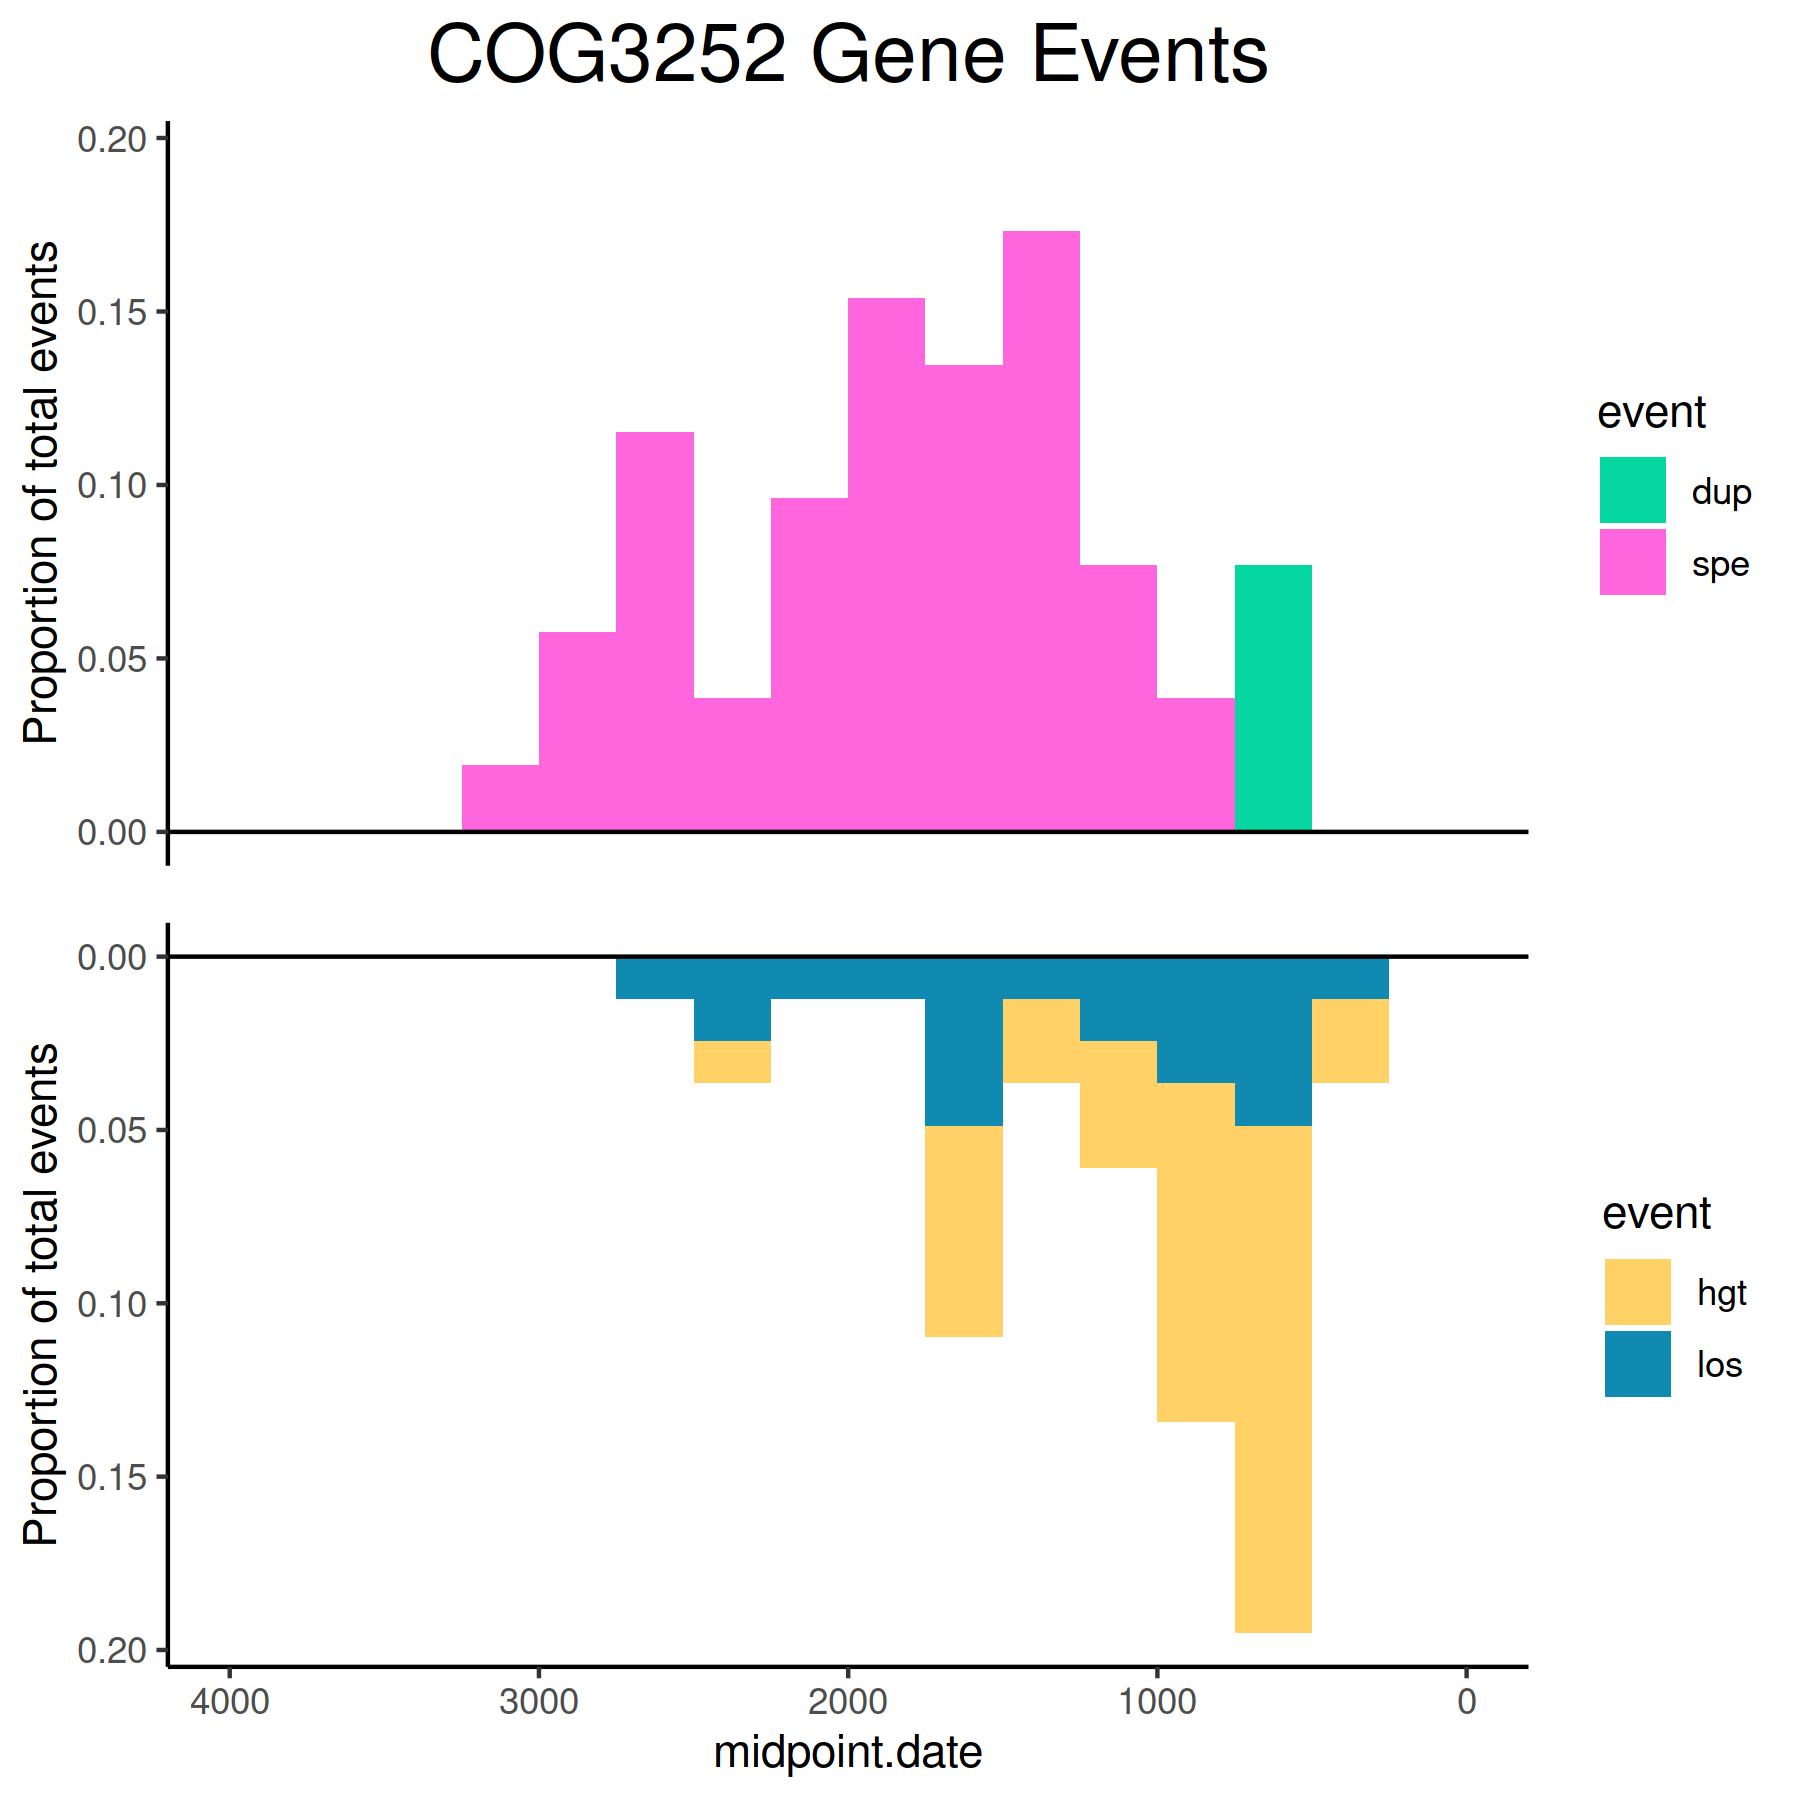 COG3252 Gene Events
Proportion of total events
0.20
0.15
0.10
0.05
0.00
event
dup
spe
Proportion of total events
0.00
0.05
0.10
0.15
0.20
event
hgt
los
4000 3000 2000 1000 0
midpoint.date